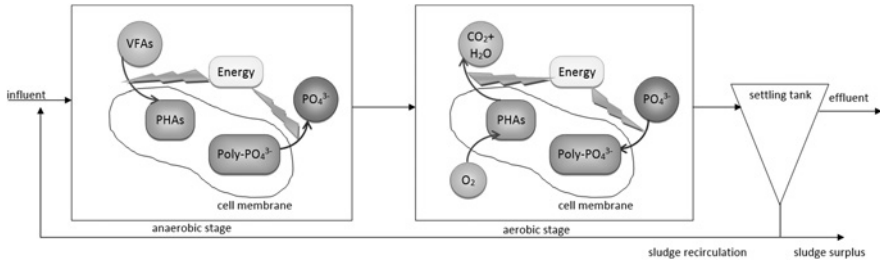 influent
VFAs
Energy
PO₄³⁻
PHAs
Poly-PO₄³⁻
cell membrane
anaerobic stage
CO₂+
H₂O
Energy
PO₄³⁻
PHAs
Poly-PO₄³⁻
O₂
cell membrane
aerobic stage
settling tank
effluent
sludge recirculation
sludge surplus